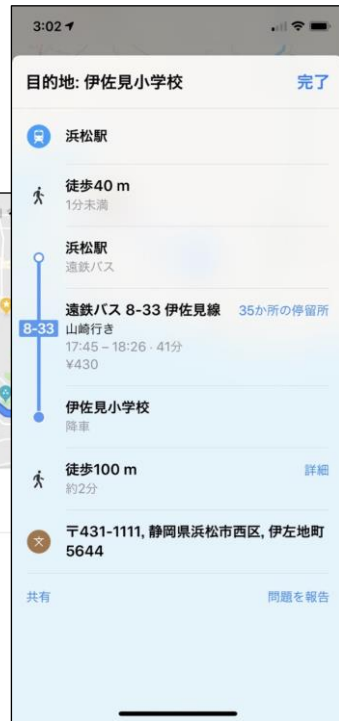 3:02
目的地: 伊佐見小学校 完了
浜松駅
徒歩40 m
1分未満
浜松駅
遠鉄バス
遠鉄バス 8-33 伊佐見線 35か所の停留所
8-33 山崎行き
17:45 – 18:26 · 41分
¥430
伊佐見小学校
降車
徒歩100 m 詳細
約2分
文 〒431-1111, 静岡県浜松市西区, 伊左地町
5644
共有 問題を報告